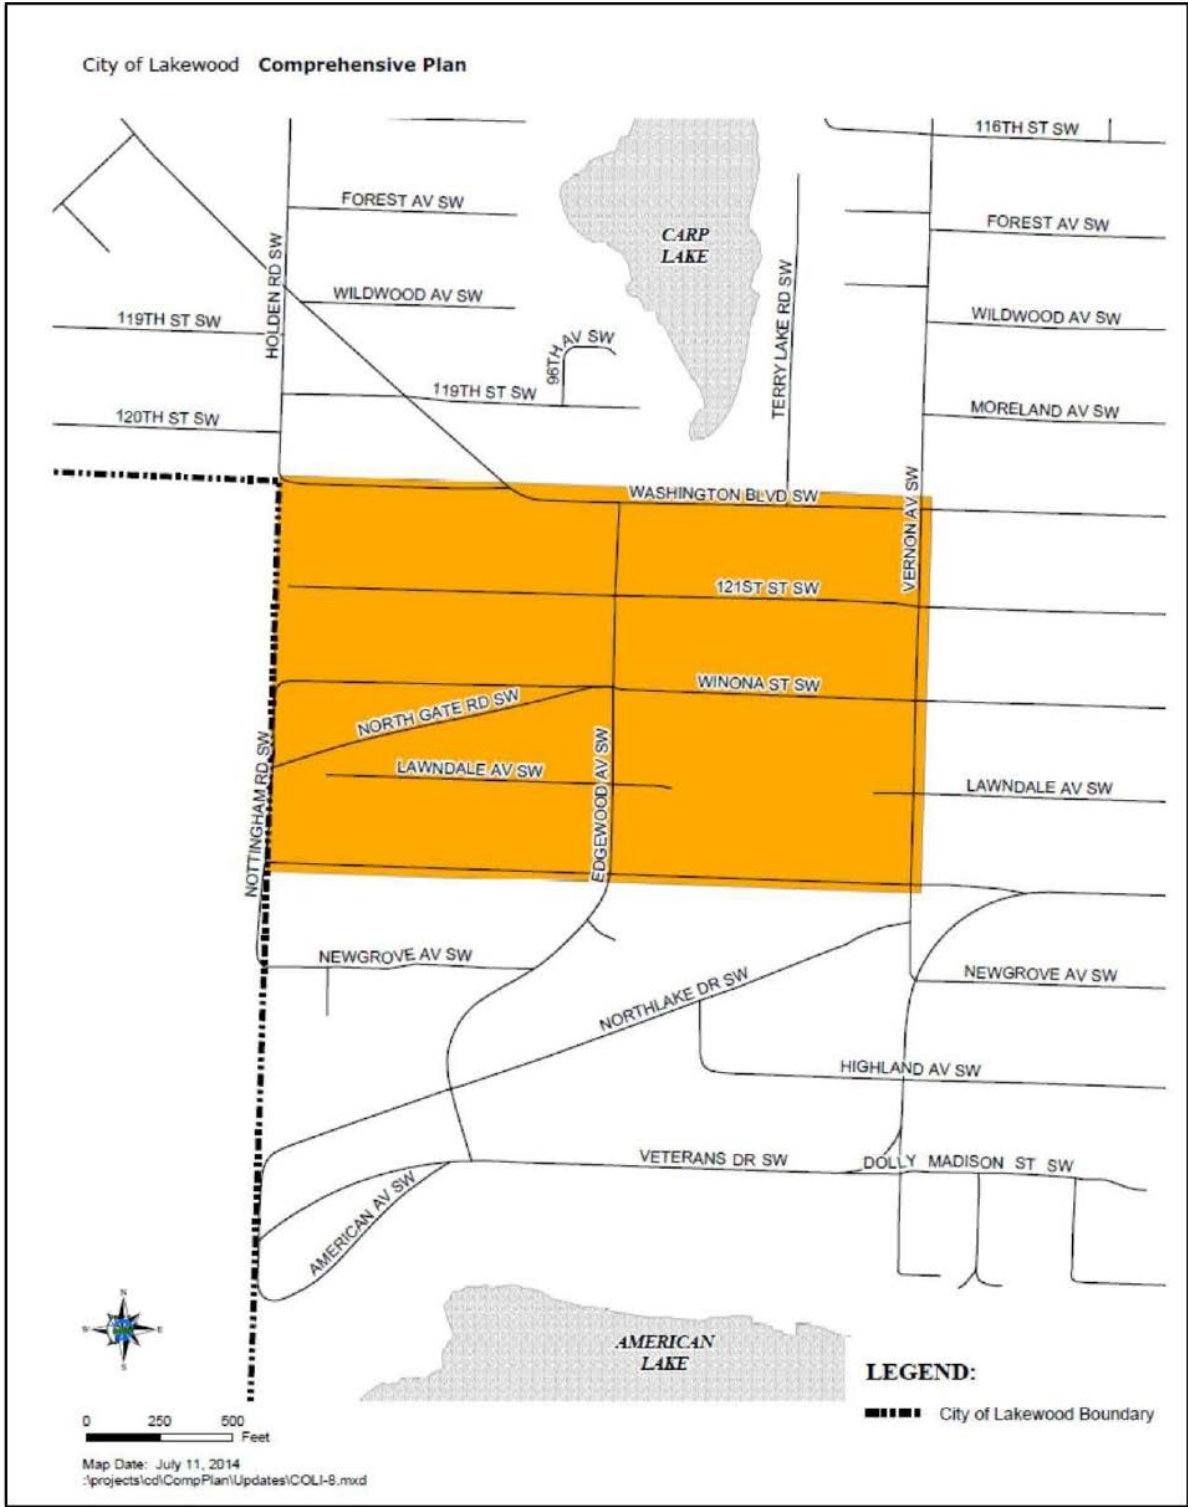 City of Lakewood Comprehensive Plan
116TH ST SW
FOREST AV SW
FOREST AV SW
CARP
LAKE
HOLDEN RD SW
TERRY LAKE RD SW
WILDWOOD AV SW
WILDWOOD AV SW
119TH ST SW
96TH AV SW
119TH ST SW
120TH ST SW
MORELAND AV SW
WASHINGTON BLVD SW
VERNON AV SW
121ST ST SW
WINONA ST SW
NORTH GATE RD SW
NOTTINGHAM RD SW
EDGEWOOD AV SW
LAWNDALE AV SW
LAWNDALE AV SW
NEWGROVE AV SW
NEWGROVE AV SW
NORTHLAKE DR SW
HIGHLAND AV SW
VETERANS DR SW
DOLLY MADISON ST SW
AMERICAN AV SW
N
W
E
S
AMERICAN
LAKE
LEGEND:
City of Lakewood Boundary
0 250 500
Feet
Map Date: July 11, 2014
:\projects\cd\CompPlan\Updates\COLI-8.mxd